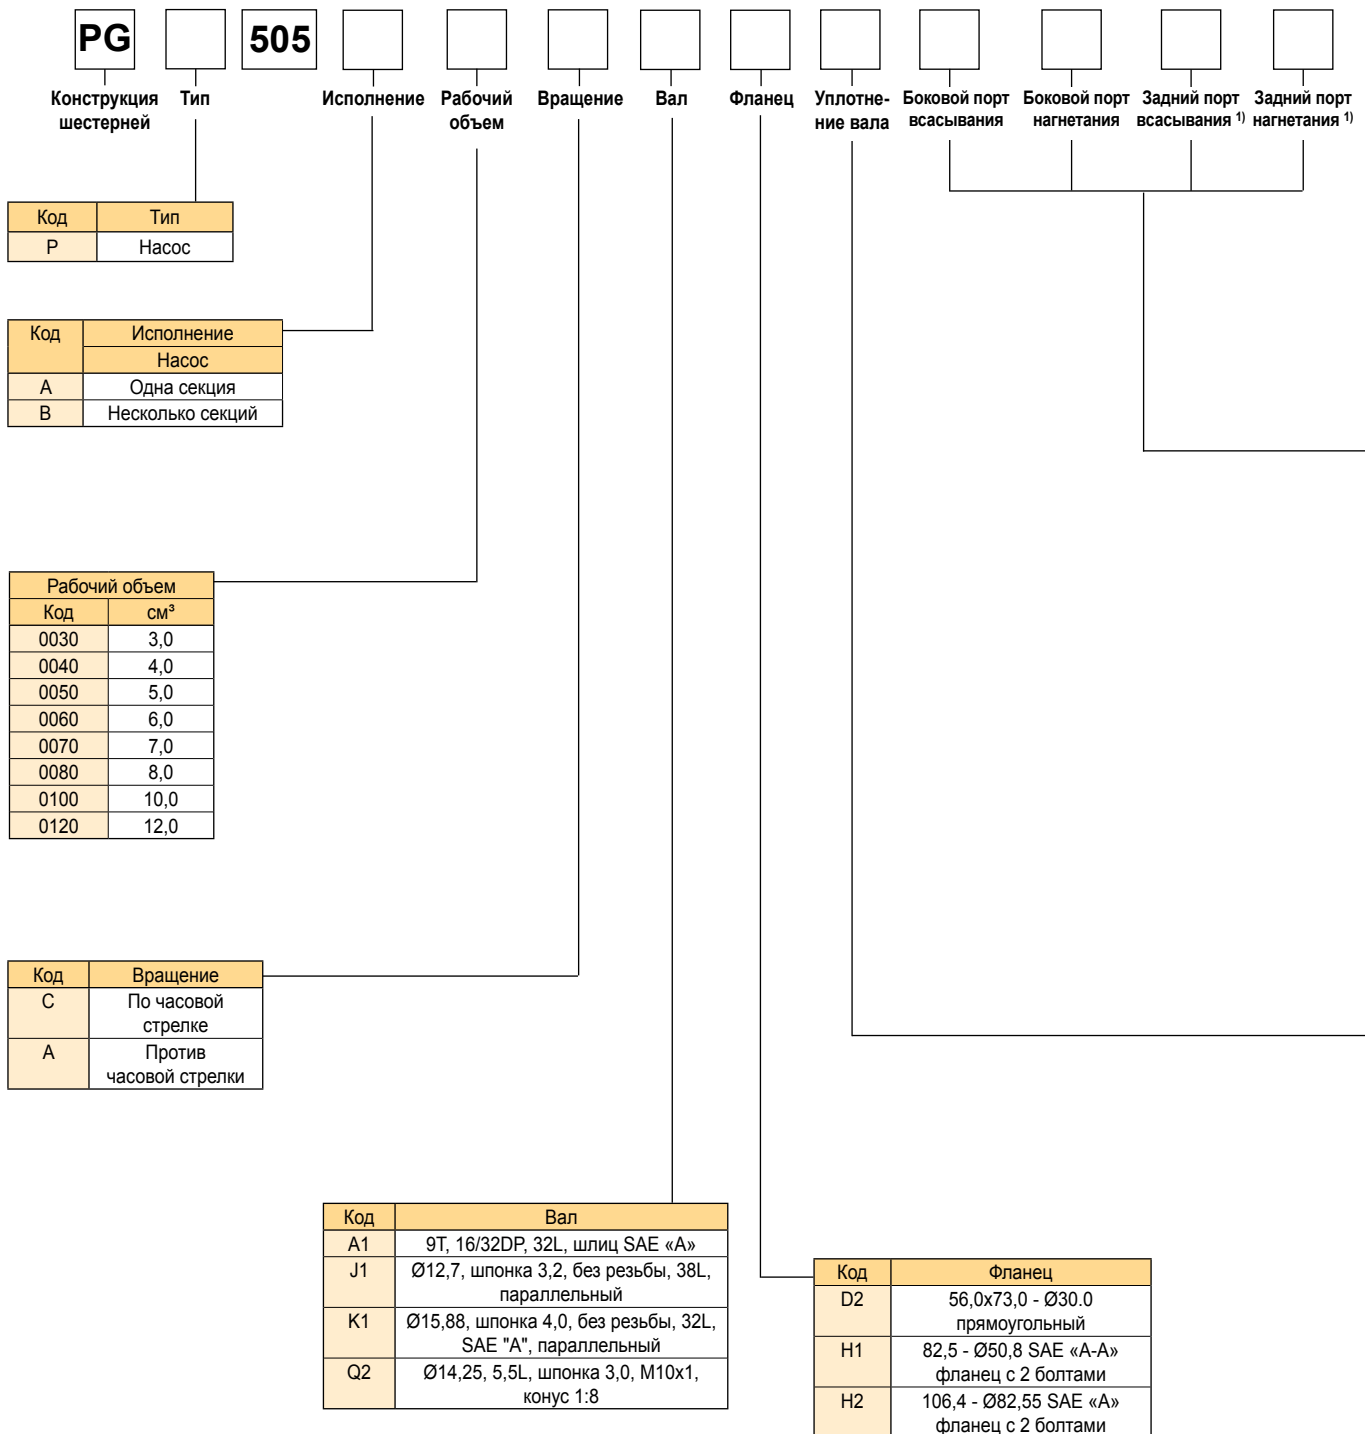 PG 505
Конструкция шестерней
Тип
Исполнение
Рабочий объем
Вращение
Вал
Фланец
Уплотне-
ние вала
Боковой порт всасывания
Боковой порт нагнетания
Задний порт всасывания 1)
Задний порт нагнетания 1)
Код Тип
P Насос
Код Исполнение
Насос
A Одна секция
B Несколько секций
Рабочий объем
Код см³
0030 3,0
0040 4,0
0050 5,0
0060 6,0
0070 7,0
0080 8,0
0100 10,0
0120 12,0
Код Вращение
C По часовой
стрелке
A Против
часовой стрелки
Код Вал
A1 9T, 16/32DP, 32L, шлиц SAE «A»
J1 Ø12,7, шпонка 3,2, без резьбы, 38L,
параллельный
K1 Ø15,88, шпонка 4,0, без резьбы, 32L,
SAE "A", параллельный
Q2 Ø14,25, 5,5L, шпонка 3,0, M10x1,
конус 1:8
Код Фланец
D2 56,0x73,0 - Ø30.0
прямоугольный
H1 82,5 - Ø50,8 SAE «A-A»
фланец с 2 болтами
H2 106,4 - Ø82,55 SAE «A»
фланец с 2 болтами